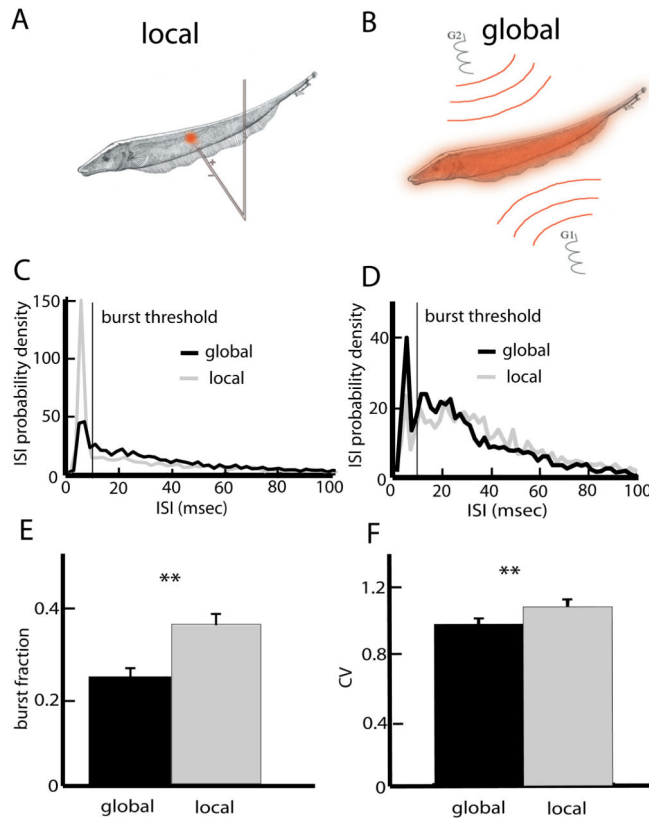 A
local
+
-
B
global
G2
G1
C
ISI probability density
150
100
50
0
burst threshold
global
local
0 20 40 60 80 100
ISI (msec)
D
ISI probability density
40
20
0
burst threshold
global
local
0 20 40 60 80 100
ISI (msec)
E
burst fraction
0.4
0.2
0
**
global local
F
CV
1.2
0.8
0.4
0
**
global local